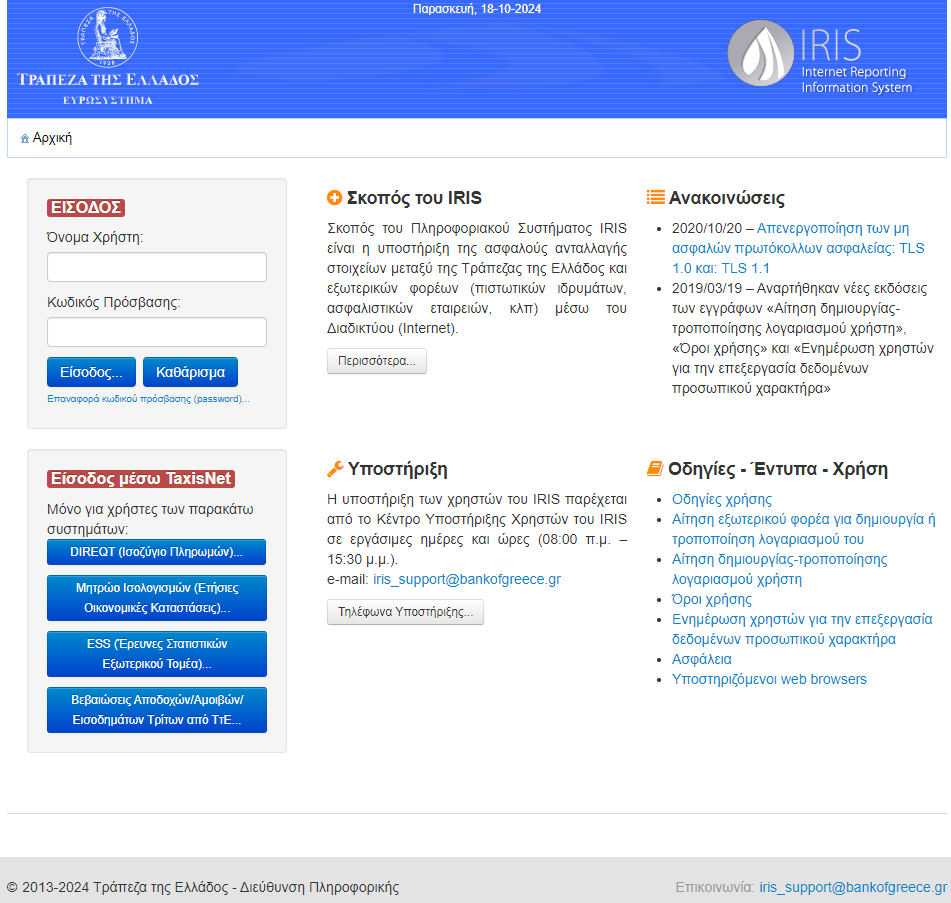 Παρασκευή, 18-10-2024
ΤΡΑΠΕΖΑ ΤΗΣ ΕΛΛΑΔΟΣ
1928
ΤΡΑΠΕΖΑ ΤΗΣ ΕΛΛΑΔΟΣ
ΕΥΡΩΣΥΣΤΗΜΑ
IRIS
Internet Reporting
Information System
Αρχική
ΕΙΣΟΔΟΣ
Όνομα Χρήστη:
Κωδικός Πρόσβασης:
Είσοδος...
Καθάρισμα
Επαναφορά κωδικού πρόσβασης (password)...
Σκοπός του IRIS
Σκοπός του Πληροφοριακού Συστήματος IRIS
είναι η υποστήριξη της ασφαλούς ανταλλαγής
στοιχείων μεταξύ της Τράπεζας της Ελλάδος και
εξωτερικών φορέων (πιστωτικών ιδρυμάτων,
ασφαλιστικών εταιρειών, κλπ) μέσω του
Διαδικτύου (Internet).
Περισσότερα...
Ανακοινώσεις
2020/10/20 – Απενεργοποίηση των μη
ασφαλών πρωτόκολλων ασφαλείας: TLS
1.0 και: TLS 1.1
2019/03/19 – Αναρτήθηκαν νέες εκδόσεις
των εγγράφων «Αίτηση δημιουργίας-
τροποποίησης λογαριασμού χρήστη»,
«Όροι χρήσης» και «Ενημέρωση χρηστών
για την επεξεργασία δεδομένων
προσωπικού χαρακτήρα»
Είσοδος μέσω TaxisNet
Μόνο για χρήστες των παρακάτω
συστημάτων:
DIREQT (Ισοζύγιο Πληρωμών)...
Μητρώο Ισολογισμών (Ετήσιες
Οικονομικές Καταστάσεις)...
ESS (Έρευνες Στατιστικών
Εξωτερικού Τομέα)...
Βεβαιώσεις Αποδοχών/Αμοιβών/
Εισοδημάτων Τρίτων από ΤτΕ...
Υποστήριξη
Η υποστήριξη των χρηστών του IRIS παρέχεται
από το Κέντρο Υποστήριξης Χρηστών του IRIS
σε εργάσιμες ημέρες και ώρες (08:00 π.μ. –
15:30 μ.μ.).
e-mail: iris_support@bankofgreece.gr
Τηλέφωνα Υποστήριξης...
Οδηγίες - Έντυπα - Χρήση
Οδηγίες χρήσης
Αίτηση εξωτερικού φορέα για δημιουργία ή
τροποποίηση λογαριασμού του
Αίτηση δημιουργίας-τροποποίησης
λογαριασμού χρήστη
Όροι χρήσης
Ενημέρωση χρηστών για την επεξεργασία
δεδομένων προσωπικού χαρακτήρα
Ασφάλεια
Υποστηριζόμενοι web browsers
© 2013-2024 Τράπεζα της Ελλάδος - Διεύθυνση Πληροφορικής
Επικοινωνία: iris_support@bankofgreece.gr